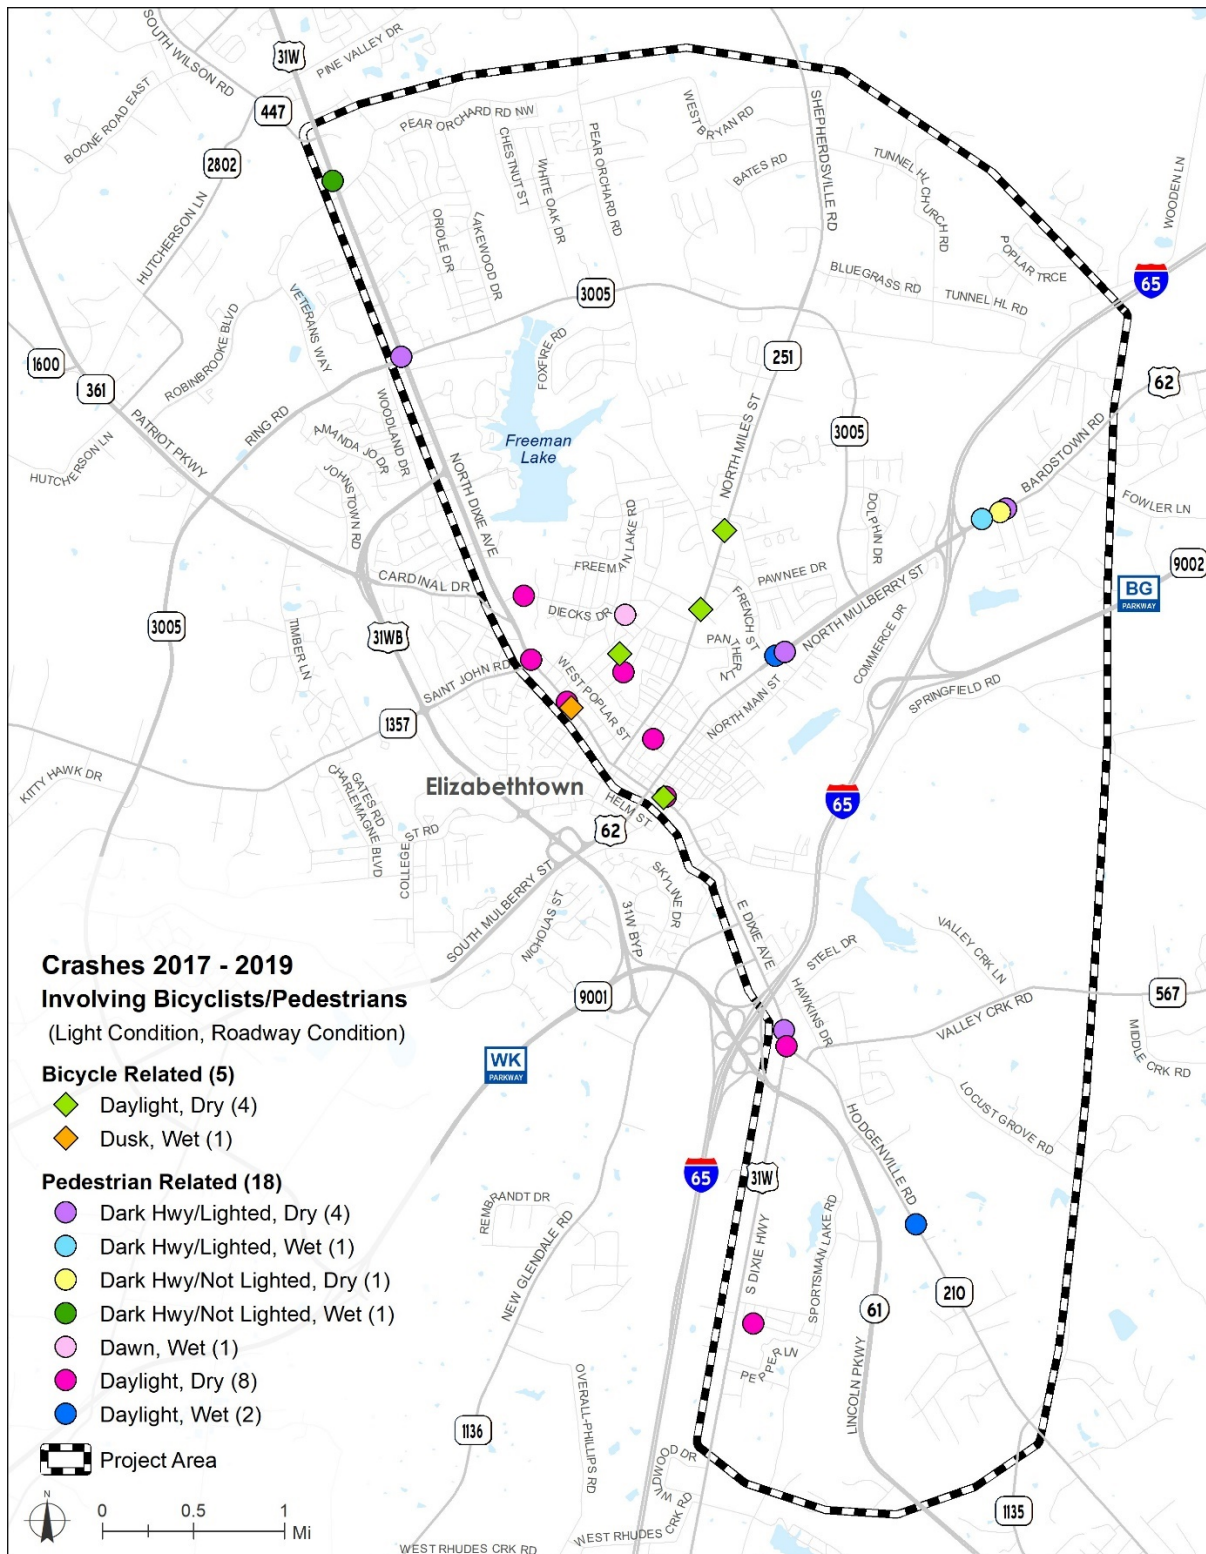 31W
PINE VALLEY DR
SOUTH WILSON RD
447
BOONE ROAD EAST
2802
PEAR ORCHARD RD NW
WEST BRYAN RD
SHEPHERDSVILLE RD
CHESTNUT ST
WHITE OAK DR
PEAR ORCHARD RD
BATES RD
TUNNEL HL CHURCH RD
WOODEN LN
HUTCHERSON LN
ORIOLE DR
LAKEWOOD DR
POPLAR TRCE
BLUEGRASS RD
TUNNEL HL RD
65
3005
VETERANS WAY
ROBINBROOKE BLVD
FOXFIRE RD
251
1600
361
62
WOODLAND DR
RING RD
PATRIOT PKWY
AMANDA JO DR
HUTCHERSON LN
JOHNSTOWN RD
NORTH DIXIE AVE
Freeman
Lake
NORTH MILES ST
3005
BARDSTOWN RD
FOWLER LN
DOLPHIN DR
FREEMAN LAKE RD
PAWNEE DR
9002
CARDINAL DR
DIECKS DR
FRENCH ST
NORTH MULBERRY ST
BG
PARKWAY
3005
31WB
TIMBER LN
PANTHER LN
COMMERCE DR
SAINT JOHN RD
WEST POPLAR ST
NORTH MAIN ST
SPRINGFIELD RD
1357
KITTY HAWK DR
GATES RD
CHARLEMAGNE BLVD
Elizabethtown
HELM ST
65
COLLEGE ST RD
62
SOUTH MULBERRY ST
SKYLINE DR
NICHOLAS ST
31W BYP
E DIXIE AVE
STEEL DR
VALLEY CRK LN
HAWKINS DR
9001
567
VALLEY CRK RD
MIDDLE CRK RD
WK
PARKWAY
LOCUST GROVE RD
HODGENVILLE RD
65
31W
REMBRANDT DR
NEW GLENDALE RD
S DIXIE HWY
SPORTSMAN LAKE RD
210
61
PEPPER LN
LINCOLN PKWY
OVERALL-PHILLIPS RD
1136
WILDWOOD DR
1135
WEST RHUDES CRK RD
WEST RHUDES CRK RD
Crashes 2017 - 2019
Involving Bicyclists/Pedestrians
(Light Condition, Roadway Condition)
Bicycle Related (5)
Daylight, Dry (4)
Dusk, Wet (1)
Pedestrian Related (18)
Dark Hwy/Lighted, Dry (4)
Dark Hwy/Lighted, Wet (1)
Dark Hwy/Not Lighted, Dry (1)
Dark Hwy/Not Lighted, Wet (1)
Dawn, Wet (1)
Daylight, Dry (8)
Daylight, Wet (2)
Project Area
N
0 0.5 1
Mi